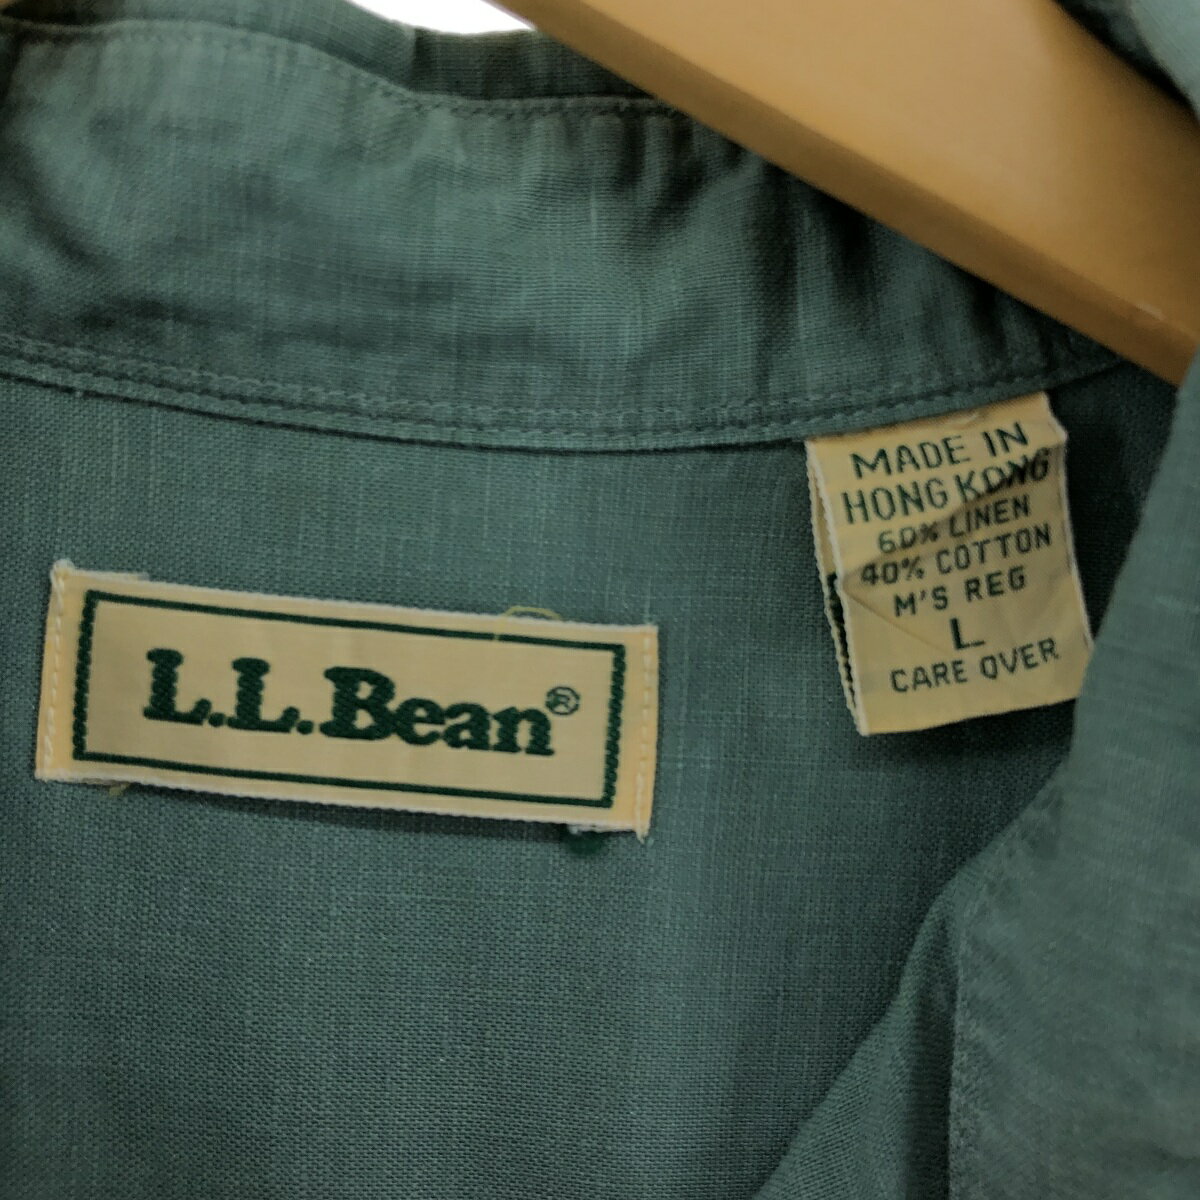 L.L.Bean®
MADE IN
HONG KONG
60% LINEN
40% COTTON
M'S REG
L
CARE OVER